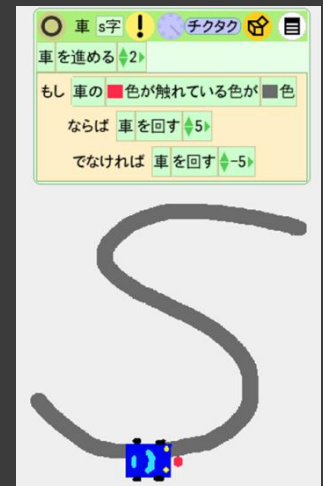 車 s字 ! チクタク
車 を進める 2
もし 車の 色が触れている色が 色
ならば 車 を回す 5
でなければ 車 を回す -5